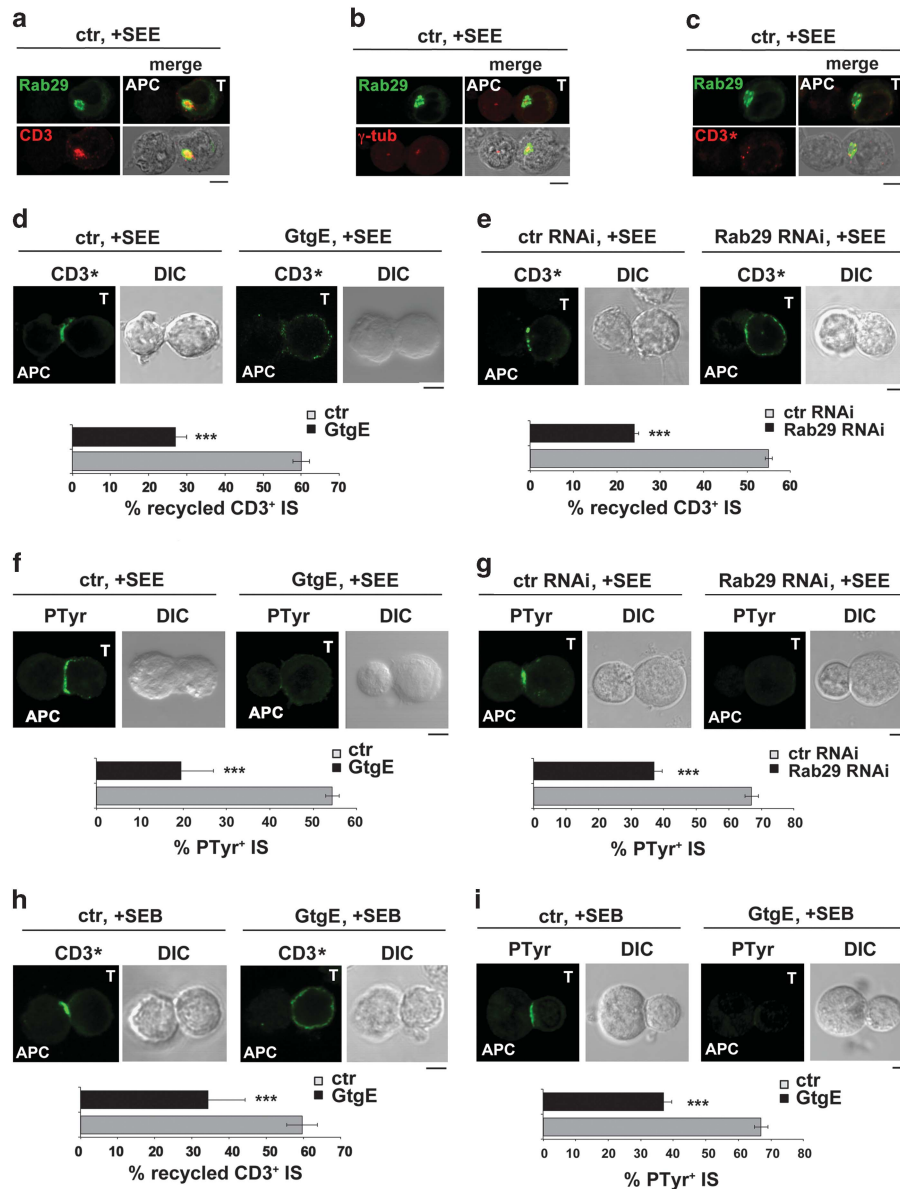 a
ctr, +SEE
merge
Rab29
APC
T
CD3
b
ctr, +SEE
merge
Rab29
APC
T
γ-tub
c
ctr, +SEE
merge
Rab29
APC
T
CD3*
d
ctr, +SEE
GtgE, +SEE
CD3*
DIC
CD3*
DIC
T
APC
T
APC
ctr
GtgE
***
0 10 20 30 40 50 60 70
% recycled CD3+ IS
e
ctr RNAi, +SEE
Rab29 RNAi, +SEE
CD3*
DIC
CD3*
DIC
T
APC
T
APC
ctr RNAi
Rab29 RNAi
***
0 10 20 30 40 50 60
% recycled CD3+ IS
f
ctr, +SEE
GtgE, +SEE
PTyr
DIC
PTyr
DIC
T
APC
T
APC
ctr
GtgE
***
0 10 20 30 40 50 60
% PTyr+ IS
g
ctr RNAi, +SEE
Rab29 RNAi, +SEE
PTyr
DIC
PTyr
DIC
T
APC
T
APC
ctr RNAi
Rab29 RNAi
***
0 10 20 30 40 50 60 70 80
% PTyr+ IS
h
ctr, +SEB
GtgE, +SEB
CD3*
DIC
CD3*
DIC
T
APC
T
APC
ctr
GtgE
***
0 10 20 30 40 50 60 70
% recycled CD3+ IS
i
ctr, +SEB
GtgE, +SEB
PTyr
DIC
PTyr
DIC
T
APC
T
APC
ctr
GtgE
***
0 10 20 30 40 50 60 70 80
% PTyr+ IS